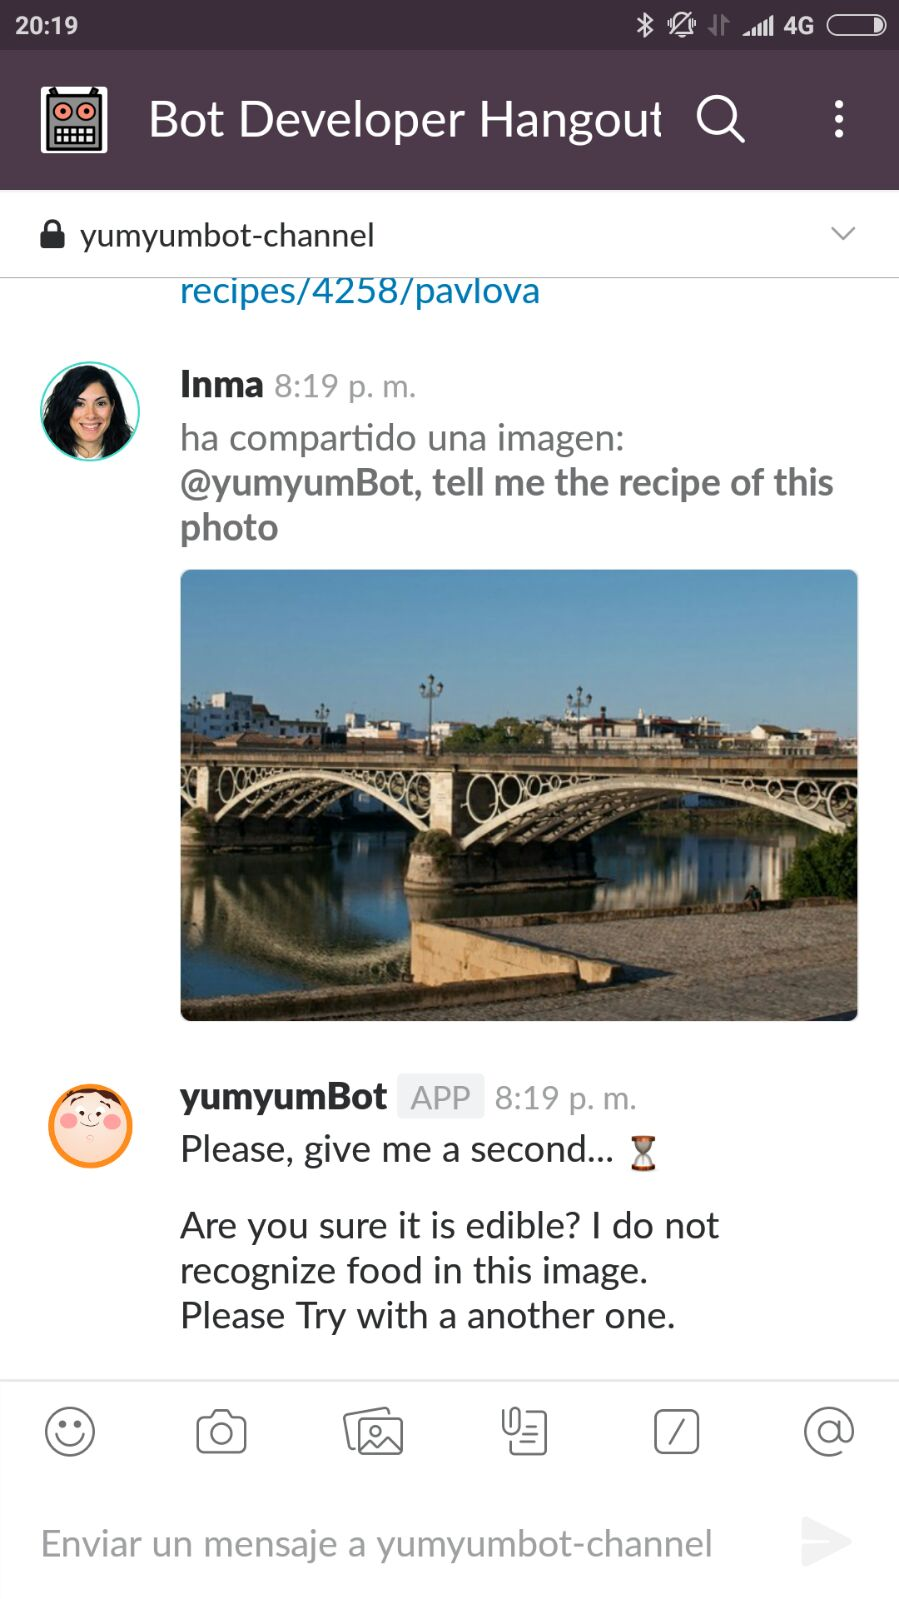 20:19
4G
Bot Developer Hangout
yumyumbot-channel
recipes/4258/pavlova
Inma 8:19 p. m.
ha compartido una imagen:
@yumyumBot, tell me the recipe of this
photo
yumyumBot APP 8:19 p. m.
Please, give me a second...
Are you sure it is edible? I do not
recognize food in this image.
Please Try with a another one.
Enviar un mensaje a yumyumbot-channel